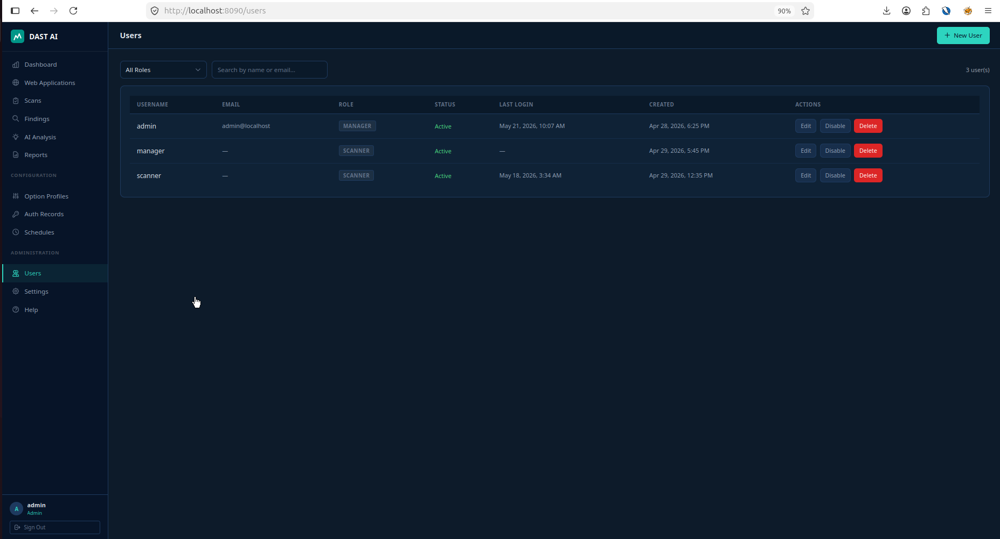 http://localhost:8090/users
90%
DAST AI
Users
+ New User
Dashboard
Web Applications
Scans
Findings
AI Analysis
Reports
CONFIGURATION
Option Profiles
Auth Records
Schedules
ADMINISTRATION
Users
Settings
Help
All Roles
Search by name or email...
3 user(s)
USERNAME EMAIL ROLE STATUS LAST LOGIN CREATED ACTIONS
admin admin@localhost MANAGER Active May 21, 2026, 10:07 AM Apr 28, 2026, 6:25 PM Edit Disable Delete
manager — SCANNER Active — Apr 29, 2026, 5:45 PM Edit Disable Delete
scanner — SCANNER Active May 18, 2026, 3:34 AM Apr 29, 2026, 12:35 PM Edit Disable Delete
A
admin
Admin
Sign Out